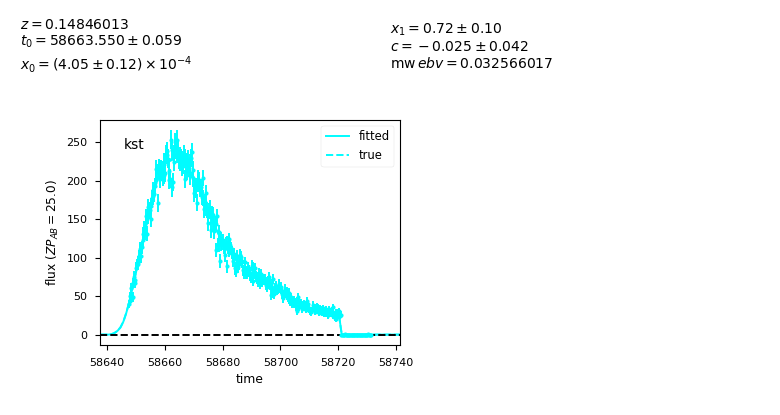 z = 0.14846013
t₀ = 58663.550 ± 0.059
x₀ = (4.05 ± 0.12) × 10⁻⁴
x₁ = 0.72 ± 0.10
c = −0.025 ± 0.042
mw ebv = 0.032566017
kst
fitted
true
250
200
150
100
50
0
flux (ZP_AB = 25.0)
58640 58660 58680 58700 58720 58740
time